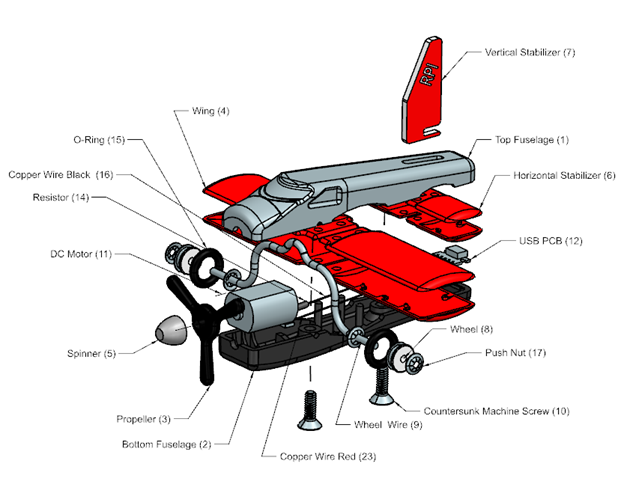 Vertical Stabilizer (7)
RPI
Wing (4)
O-Ring (15)
Top Fuselage (1)
Copper Wire Black (16)
Horizontal Stabilizer (6)
Resistor (14)
USB PCB (12)
DC Motor (11)
Wheel (8)
Spinner (5)
Push Nut (17)
Propeller (3)
Countersunk Machine Screw (10)
Wheel Wire (9)
Bottom Fuselage (2)
Copper Wire Red (23)